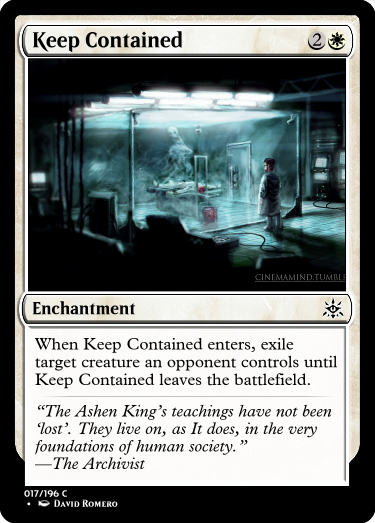 Keep Contained 2
CINEMAMIND.TUMBL
Enchantment
When Keep Contained enters, exile
target creature an opponent controls until
Keep Contained leaves the battlefield.
“The Ashen King’s teachings have not been
‘lost’. They live on, as It does, in the very
foundations of human society.”
—The Archivist
017/196 C
• David Romero